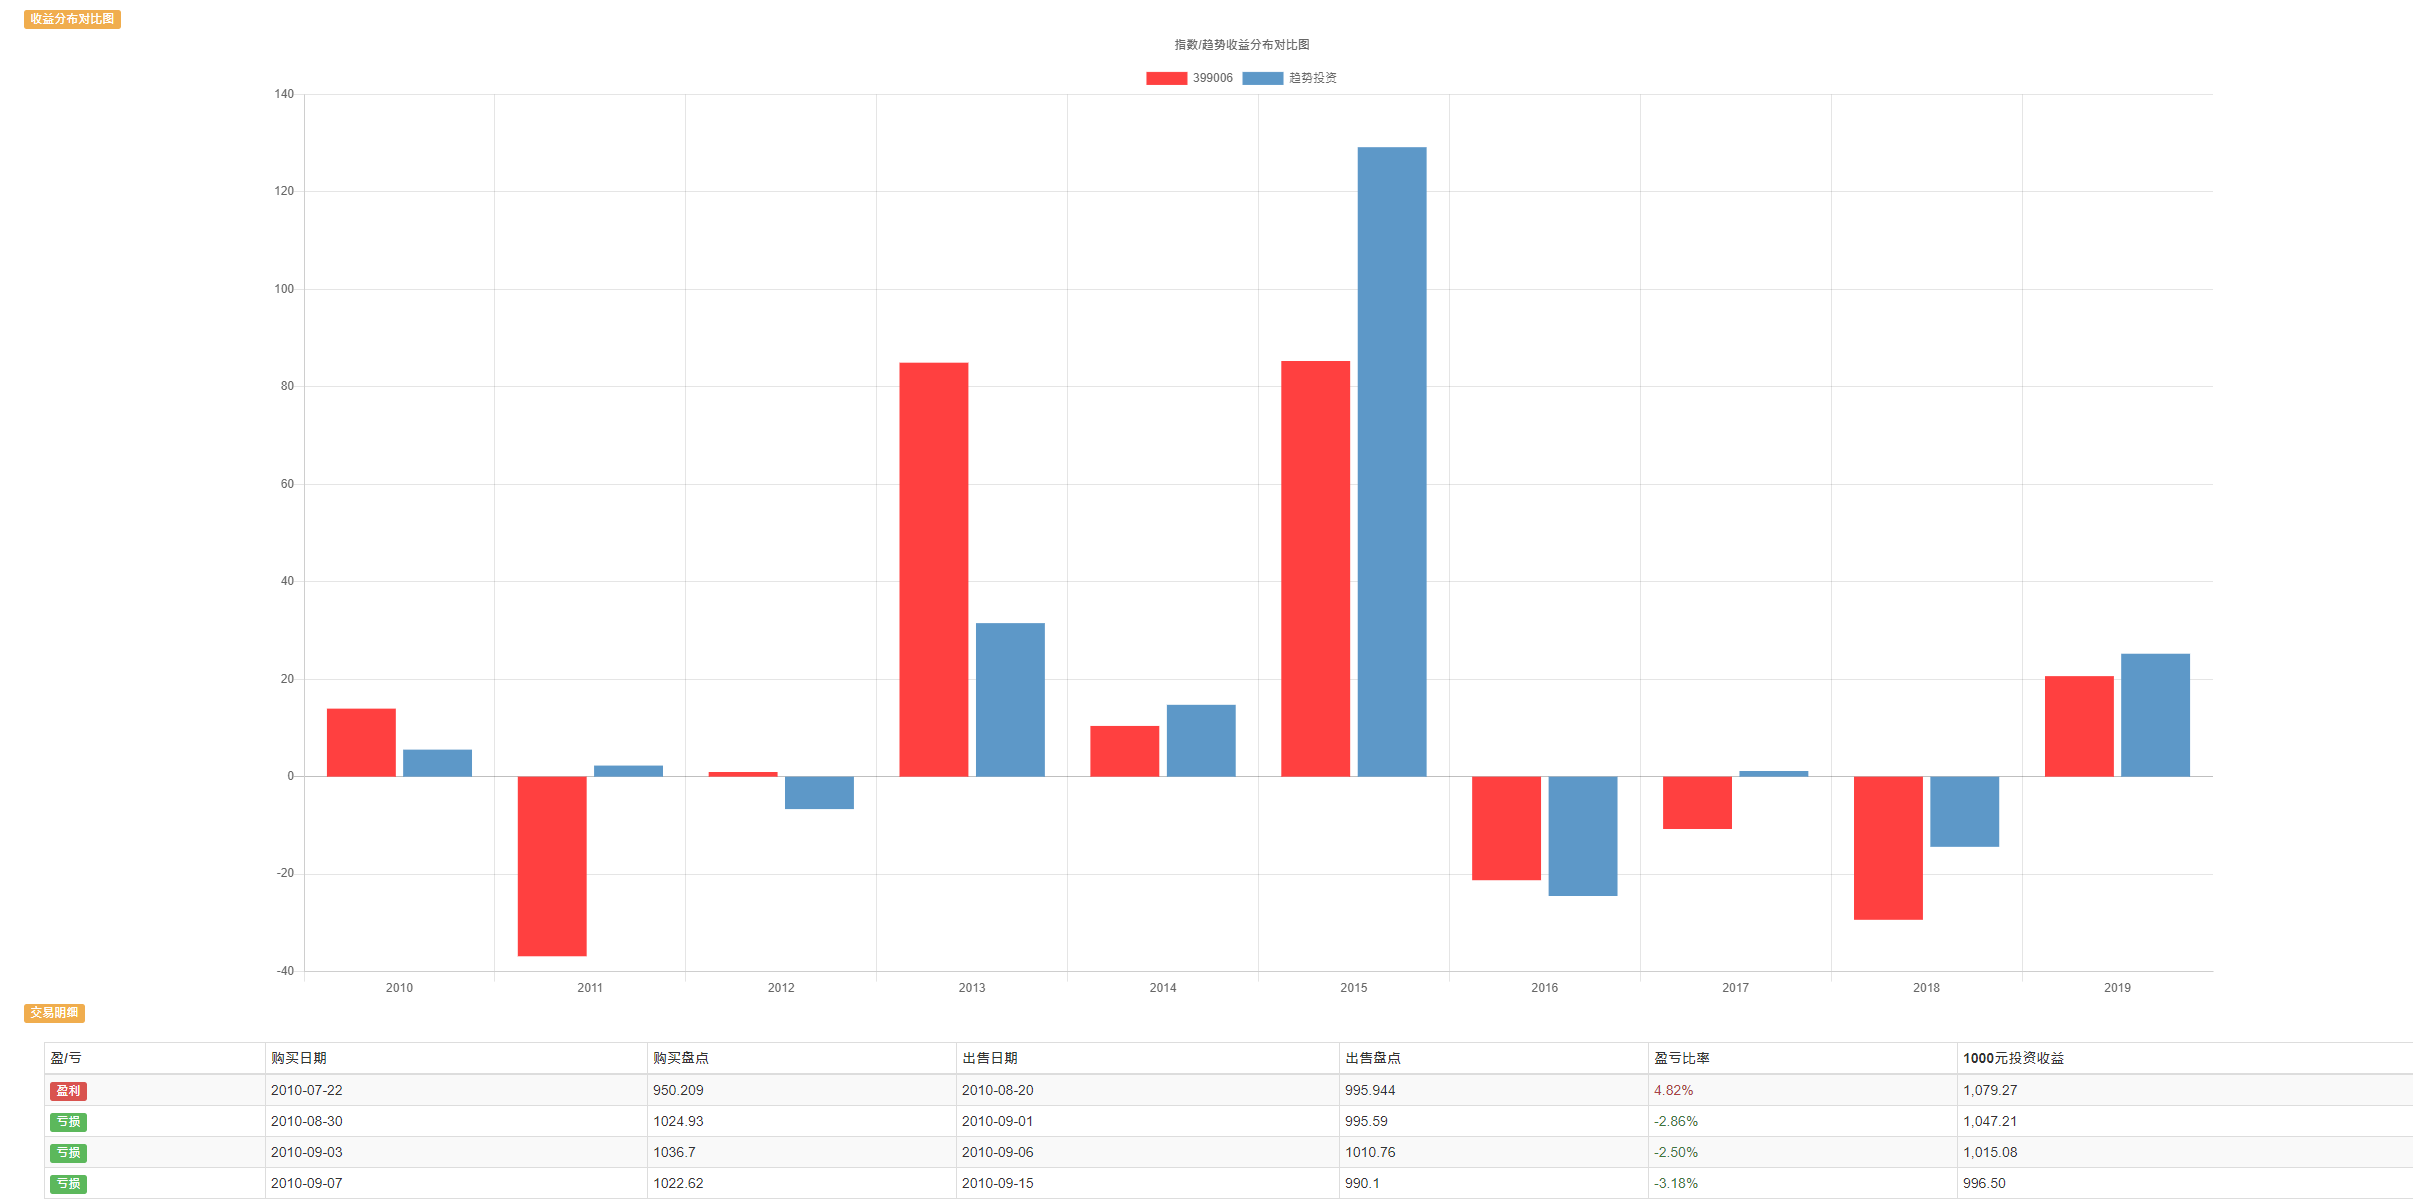 收益分布对比图
指数/趋势收益分布对比图
399006 趋势投资
140
120
100
80
60
40
20
0
-20
-40
2010 2011 2012 2013 2014 2015 2016 2017 2018 2019
交易明细
盈/亏 购买日期 购买盘点 出售日期 出售盘点 盈亏比率 1000元投资收益
盈利 2010-07-22 950.209 2010-08-20 995.944 4.82% 1,079.27
亏损 2010-08-30 1024.93 2010-09-01 995.59 -2.86% 1,047.21
亏损 2010-09-03 1036.7 2010-09-06 1010.76 -2.50% 1,015.08
亏损 2010-09-07 1022.62 2010-09-15 990.1 -3.18% 996.50